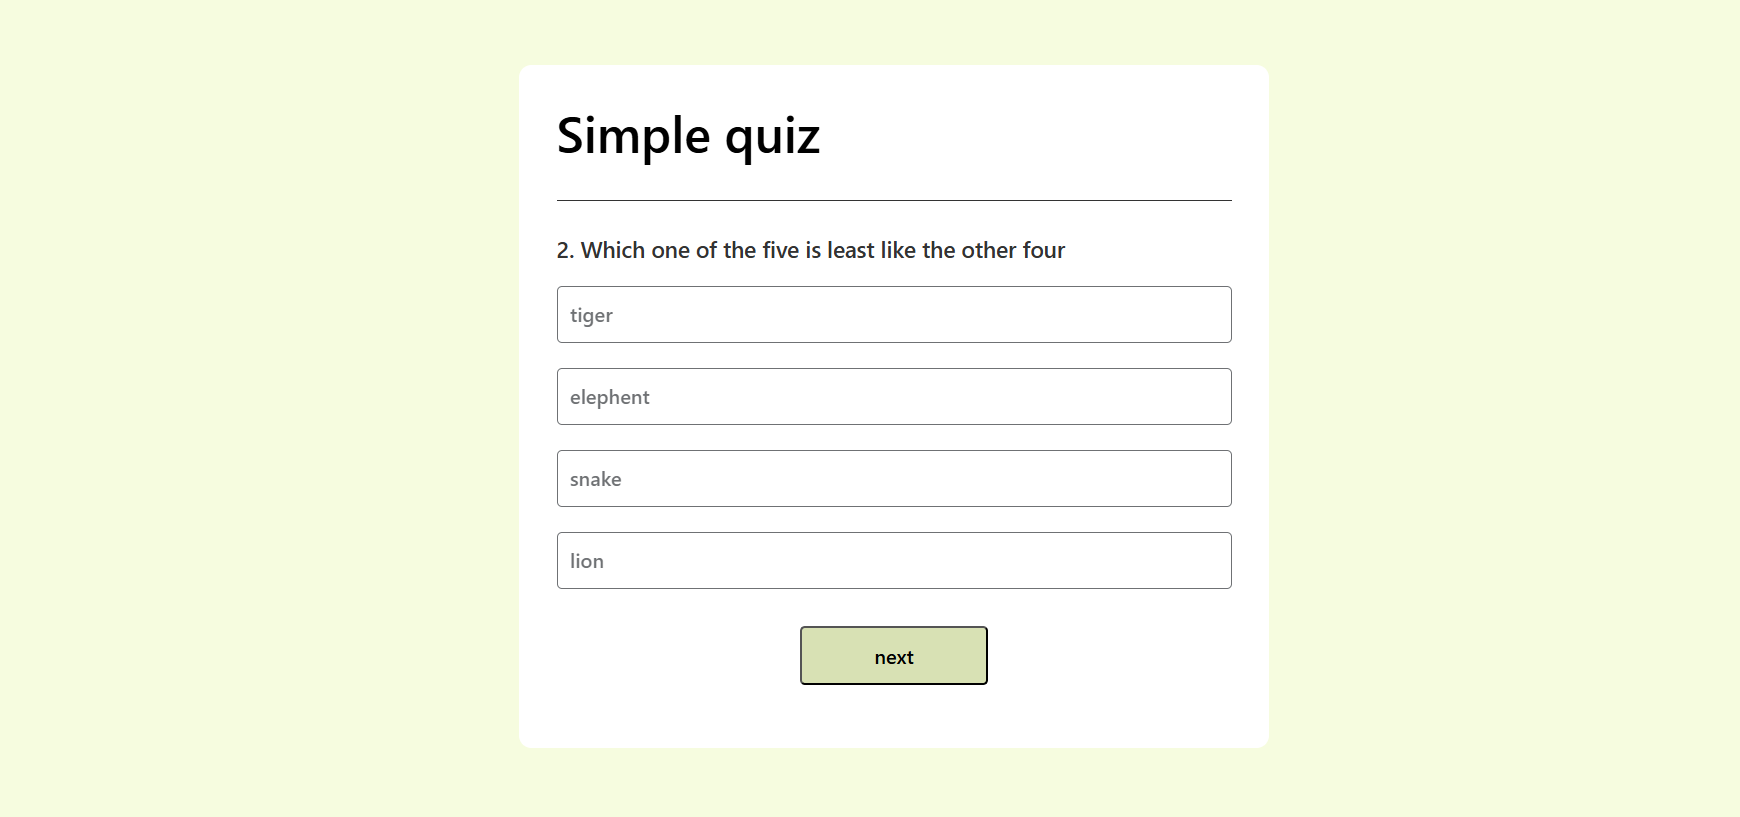 Simple quiz
2. Which one of the five is least like the other four
tiger
elephent
snake
lion
next